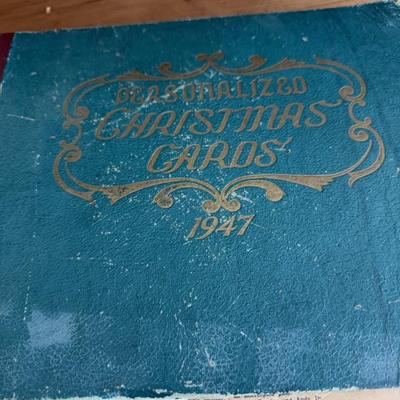 PERSONALIZED
CHRISTMAS
CARDS
1947